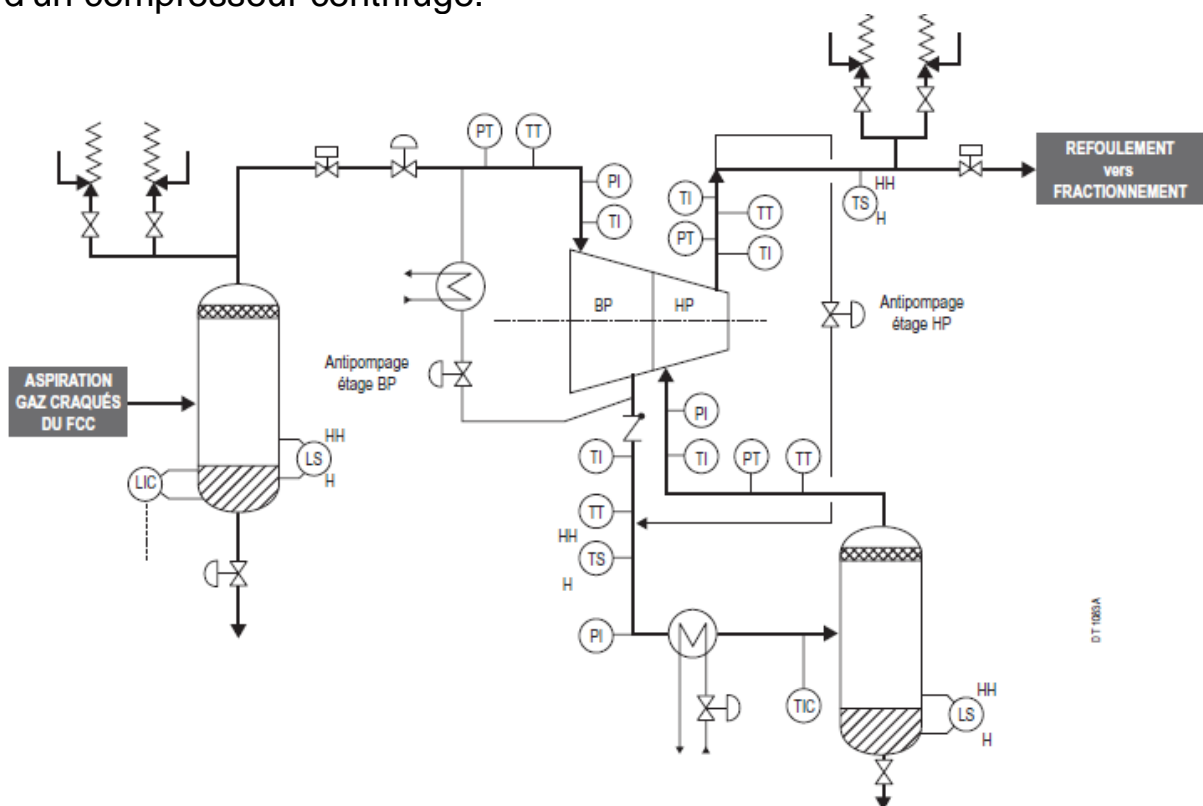 d'un compresseur centrifuge.
PT
TT
PI
TI
TI
TT
PT
TI
HH
TS
H
REFOULEMENT
vers
FRACTIONNEMENT
BP
HP
Antipompage
étage HP
Antipompage
étage BP
ASPIRATION
GAZ CRAQUÉS
DU FCC
HH
LS
H
LIC
PI
TI
TI
PT
TT
TT
HH
TS
H
PI
TIC
HH
LS
H
DT 1083A